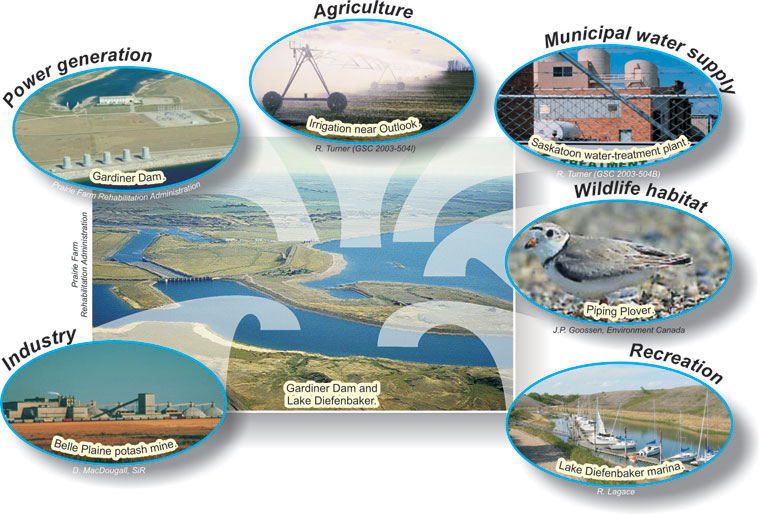 Agriculture
Irrigation near Outlook.
R. Turner (GSC 2003-504I)
Power generation
Gardiner Dam.
Prairie Farm Rehabilitation Administration
Municipal water supply
Saskatoon water-treatment plant.
TREATMENT
R. Turner (GSC 2003-504B)
Wildlife habitat
Piping Plover.
J.P. Goossen, Environment Canada
Prairie Farm
Rehabilitation Administration
Gardiner Dam and
Lake Diefenbaker.
Industry
Belle Plaine potash mine.
D. MacDougall, SiR
Recreation
Lake Diefenbaker marina.
R. Lagace